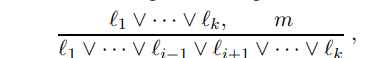 ℓ₁ ∨ ⋯ ∨ ℓₖ, m
ℓ₁ ∨ ⋯ ∨ ℓᵢ₋₁ ∨ ℓᵢ₊₁ ∨ ⋯ ∨ ℓₖ ,